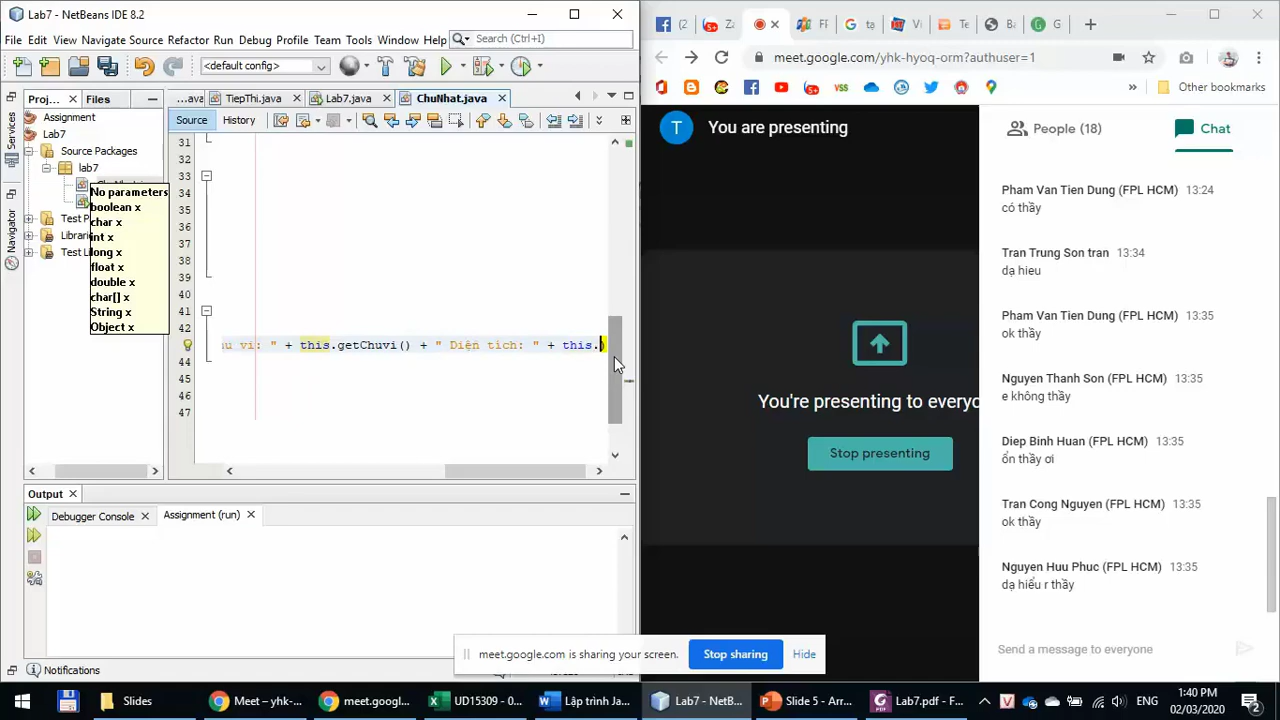 Lab7 - NetBeans IDE 8.2
File Edit View Navigate Source Refactor Run Debug Profile Team Tools Window Help
Search (Ctrl+I)
<default config>
Proj... Files
...ava TiepThi.java Lab7.java ChuNhat.java
Source History
Services
Navigator
Assignment
Lab7
Source Packages
lab7
No parameters
boolean x
char x
int x
long x
float x
double x
char[] x
String x
Object x
Test P
Librari
Test Li
31
32
33
34
35
36
37
38
39
40
41
42
u vi: " + this.getChuvi() + " Diện tích: " + this.)
44
45
46
47
Output
Debugger Console Assignment (run)
Notifications
meet.google.com/yhk-hyoq-orm?authuser=1
Other bookmarks
T You are presenting
People (18) Chat
You're presenting to everyo
Stop presenting
Pham Van Tien Dung (FPL HCM) 13:24
có thầy
Tran Trung Son tran 13:34
dạ hieu
Pham Van Tien Dung (FPL HCM) 13:35
ok thầy
Nguyen Thanh Son (FPL HCM) 13:35
e không thầy
Diep Binh Huan (FPL HCM) 13:35
ổn thầy ơi
Tran Cong Nguyen (FPL HCM) 13:35
ok thầy
Nguyen Huu Phuc (FPL HCM) 13:35
dạ hiểu r thầy
Send a message to everyone
meet.google.com is sharing your screen. Stop sharing Hide
Slides
Meet – yhk-...
meet.googl...
UD15309 - 0...
Lập trình Ja...
Lab7 - NetB...
Slide 5 - Arr...
Lab7.pdf - F...
ENG
1:40 PM
02/03/2020
2